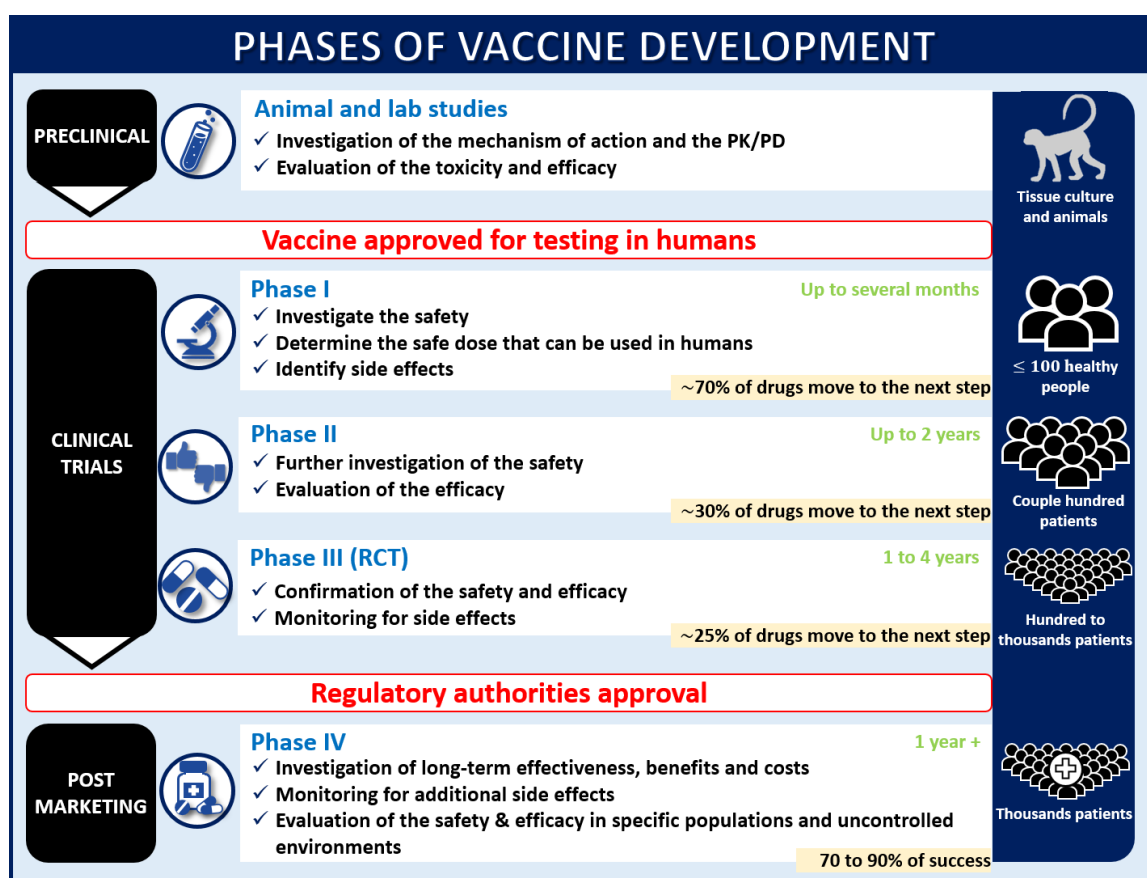 PHASES OF VACCINE DEVELOPMENT
PRECLINICAL
Animal and lab studies
✓ Investigation of the mechanism of action and the PK/PD
✓ Evaluation of the toxicity and efficacy
Tissue culture
and animals
Vaccine approved for testing in humans
CLINICAL
TRIALS
Phase I
Up to several months
✓ Investigate the safety
✓ Determine the safe dose that can be used in humans
✓ Identify side effects
~70% of drugs move to the next step
≤ 100 healthy
people
Phase II
Up to 2 years
✓ Further investigation of the safety
✓ Evaluation of the efficacy
~30% of drugs move to the next step
Couple hundred
patients
Phase III (RCT)
1 to 4 years
✓ Confirmation of the safety and efficacy
✓ Monitoring for side effects
~25% of drugs move to the next step
Hundred to
thousands patients
Regulatory authorities approval
POST
MARKETING
Phase IV
1 year +
✓ Investigation of long-term effectiveness, benefits and costs
✓ Monitoring for additional side effects
✓ Evaluation of the safety & efficacy in specific populations and uncontrolled
environments
70 to 90% of success
Thousands patients